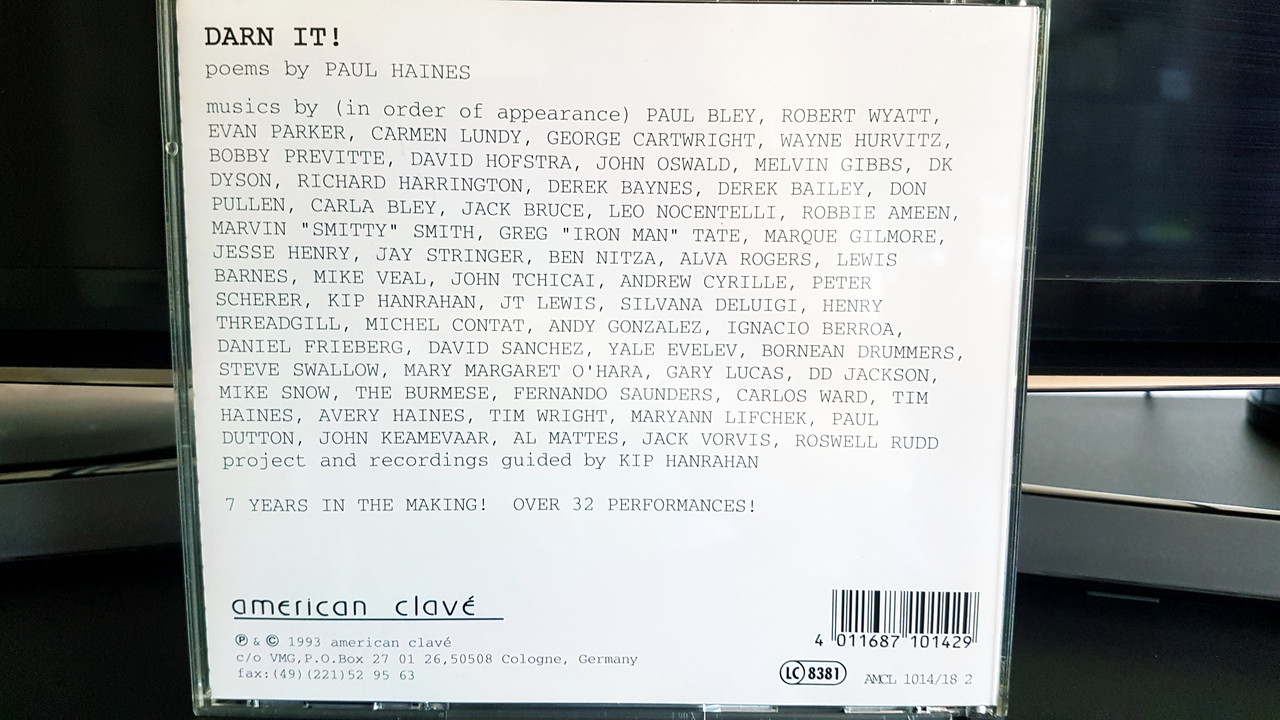 DARN IT!
poems by PAUL HAINES
musics by (in order of appearance) PAUL BLEY, ROBERT WYATT,
EVAN PARKER, CARMEN LUNDY, GEORGE CARTWRIGHT, WAYNE HURVITZ,
BOBBY PREVITTE, DAVID HOFSTRA, JOHN OSWALD, MELVIN GIBBS, DK
DYSON, RICHARD HARRINGTON, DEREK BAYNES, DEREK BAILEY, DON
PULLEN, CARLA BLEY, JACK BRUCE, LEO NOCENTELLI, ROBBIE AMEEN,
MARVIN "SMITTY" SMITH, GREG "IRON MAN" TATE, MARQUE GILMORE,
JESSE HENRY, JAY STRINGER, BEN NITZA, ALVA ROGERS, LEWIS
BARNES, MIKE VEAL, JOHN TCHICAI, ANDREW CYRILLE, PETER
SCHERER, KIP HANRAHAN, JT LEWIS, SILVANA DELUIGI, HENRY
THREADGILL, MICHEL CONTAT, ANDY GONZALEZ, IGNACIO BERROA,
DANIEL FRIEBERG, DAVID SANCHEZ, YALE EVELEV, BORNEAN DRUMMERS,
STEVE SWALLOW, MARY MARGARET O'HARA, GARY LUCAS, DD JACKSON,
MIKE SNOW, THE BURMESE, FERNANDO SAUNDERS, CARLOS WARD, TIM
HAINES, AVERY HAINES, TIM WRIGHT, MARYANN LIFCHEK, PAUL
DUTTON, JOHN KEAMEVAAR, AL MATTES, JACK VORVIS, ROSWELL RUDD
project and recordings guided by KIP HANRAHAN
7 YEARS IN THE MAKING! OVER 32 PERFORMANCES!
american clavé
℗ & © 1993 american clavé
c/o VMG,P.O.Box 27 01 26,50508 Cologne, Germany
fax:(49)(221)52 95 63
4 011687 101429
LC 8381
AMCL 1014/18 2